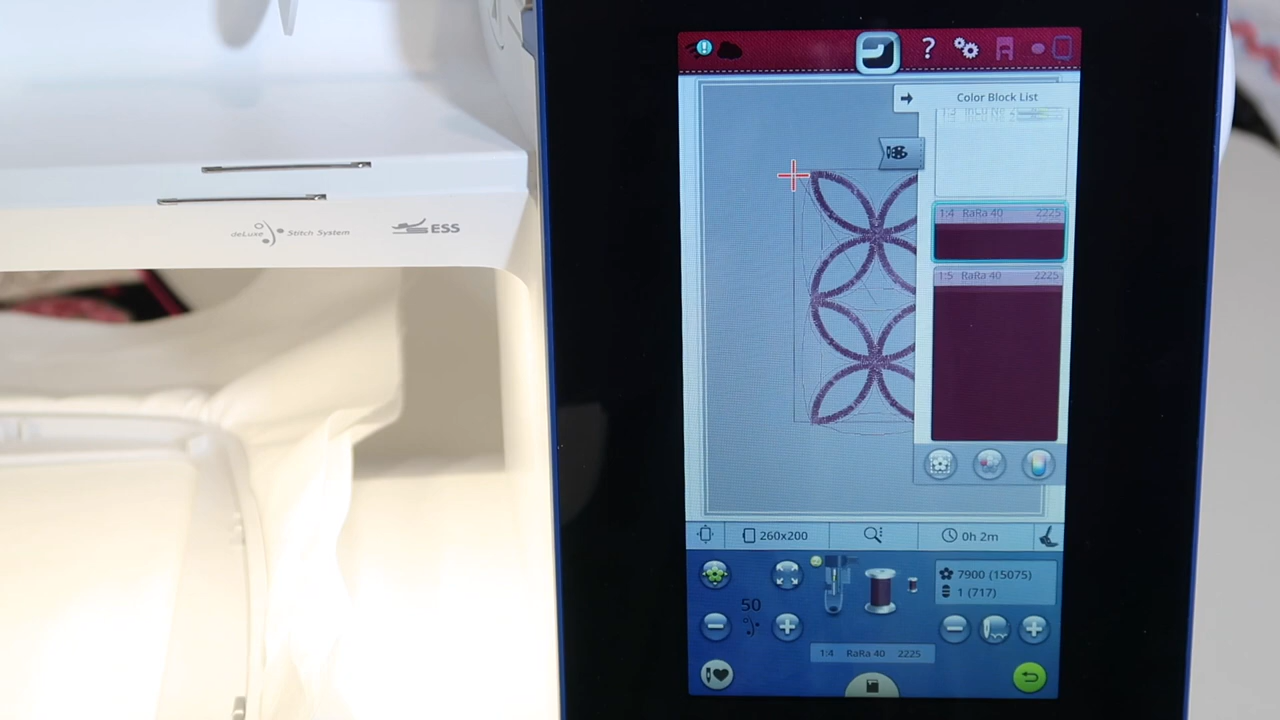 deLuxe Stitch System
ESS
?
Color Block List
1:4 RaRa 40 2225
1:5 RaRa 40 2225
260x200
0h 2m
50
7900 (15075)
1 (717)
1:4 RaRa 40 2225